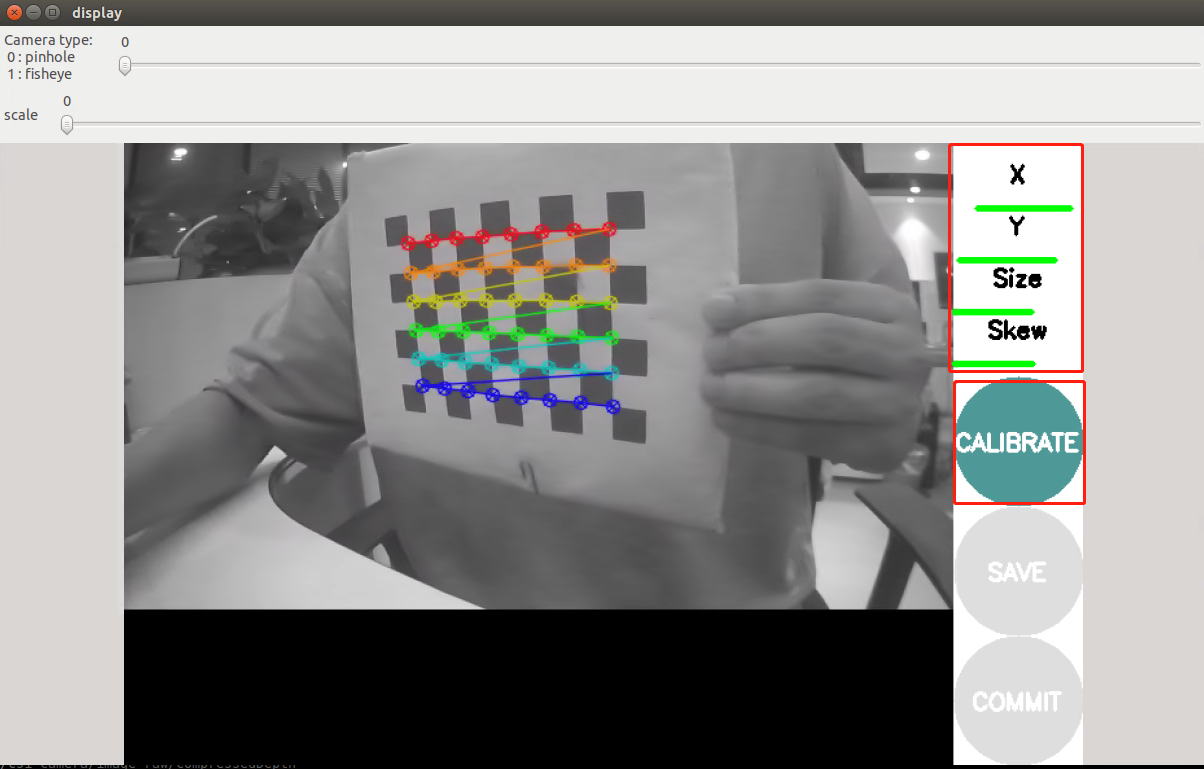 display
Camera type:
0 : pinhole
1 : fisheye
0
scale
0
X
Y
Size
Skew
CALIBRATE
SAVE
COMMIT